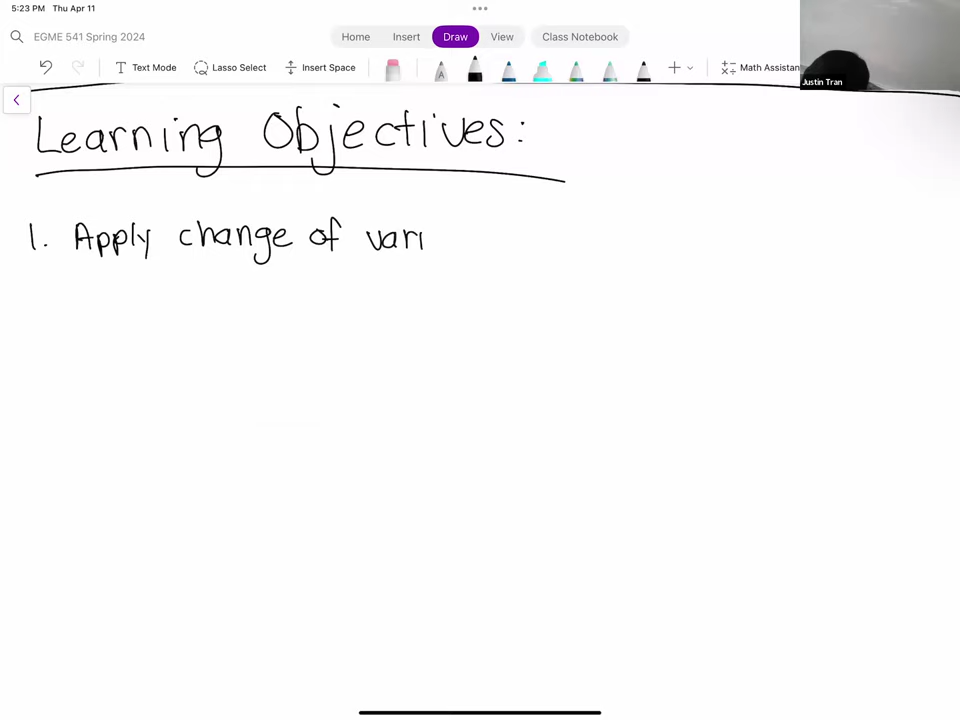 5:23 PM Thu Apr 11
EGME 541 Spring 2024
Home Insert Draw View Class Notebook
Text Mode Lasso Select Insert Space A Math Assistan
Justin Tran
Learning Objectives:
1. Apply change of vari